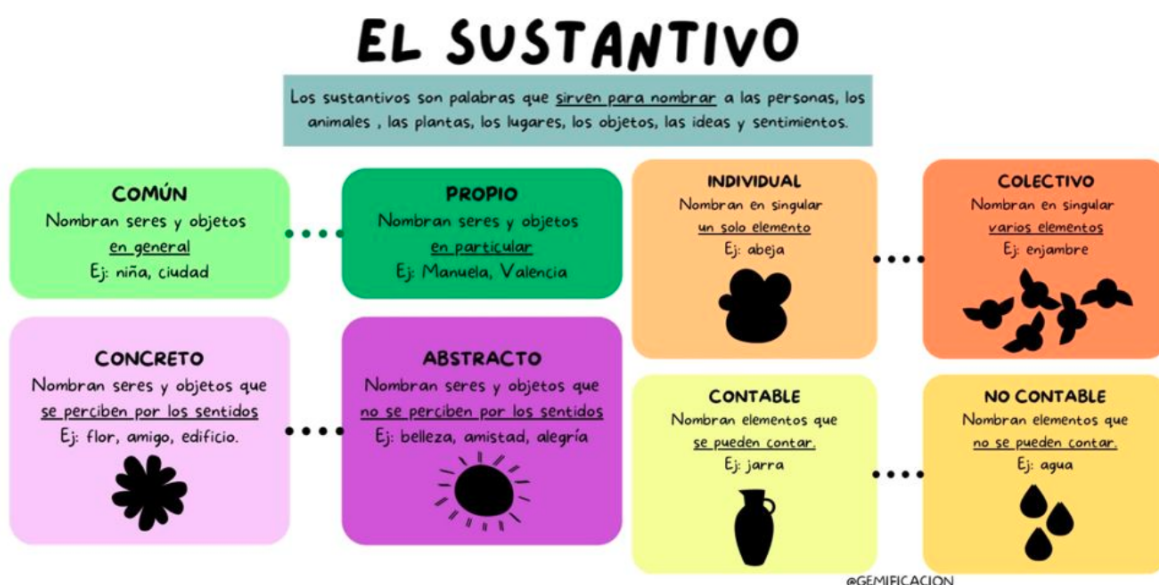 EL SUSTANTIVO
Los sustantivos son palabras que sirven para nombrar a las personas, los
animales , las plantas, los lugares, los objetos, las ideas y sentimientos.
COMÚN
Nombran seres y objetos
en general
Ej: niña, ciudad
PROPIO
Nombran seres y objetos
en particular
Ej: Manuela, Valencia
INDIVIDUAL
Nombran en singular
un solo elemento
Ej: abeja
COLECTIVO
Nombran en singular
varios elementos
Ej: enjambre
CONCRETO
Nombran seres y objetos que
se perciben por los sentidos
Ej: flor, amigo, edificio.
ABSTRACTO
Nombran seres y objetos que
no se perciben por los sentidos
Ej: belleza, amistad, alegría
CONTABLE
Nombran elementos que
se pueden contar.
Ej: jarra
NO CONTABLE
Nombran elementos que
no se pueden contar.
Ej: agua
@GEMIFICACION